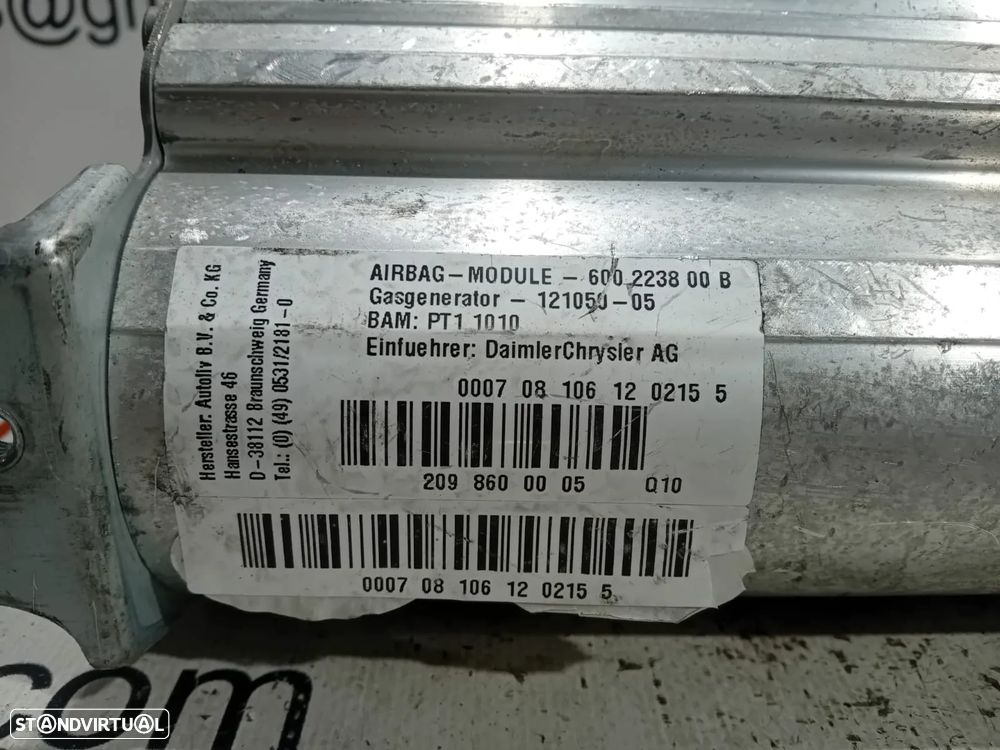 @g
Hersteller: Autoliv B.V. & Co. KG
Hansestrasse 46
D-38112 Braunschweig Germany
Tel.: (0) (49) 0531/2181-0
AIRBAG-MODULE - 600 2238 00 B
Gasgenerator - 121050-05
BAM: PT1 1010
Einfuehrer: DaimlerChrysler AG
0007 08 106 12 0215 5
209 860 00 05 Q10
0007 08 106 12 0215 5
com
STANDVIRTUAL